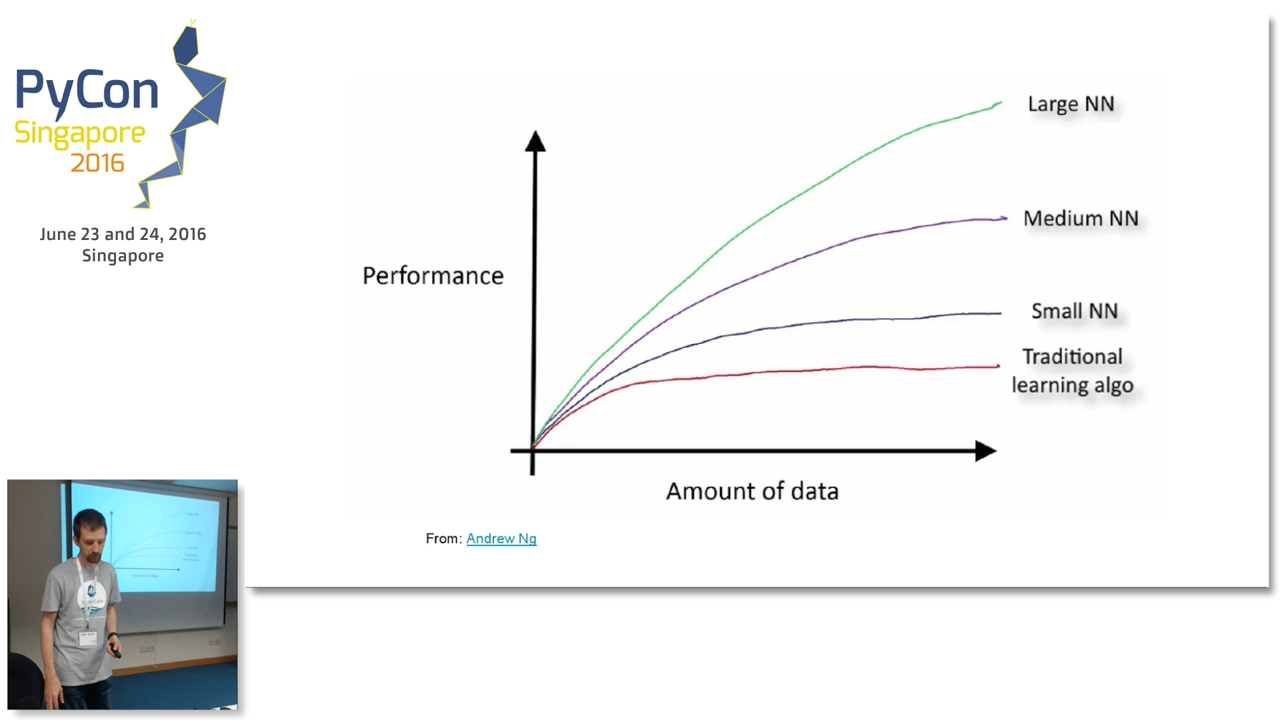 PyCon
Singapore
2016
June 23 and 24, 2016
Singapore
Large NN
Medium NN
Performance
Small NN
Traditional
learning algo
Amount of data
From: Andrew Ng